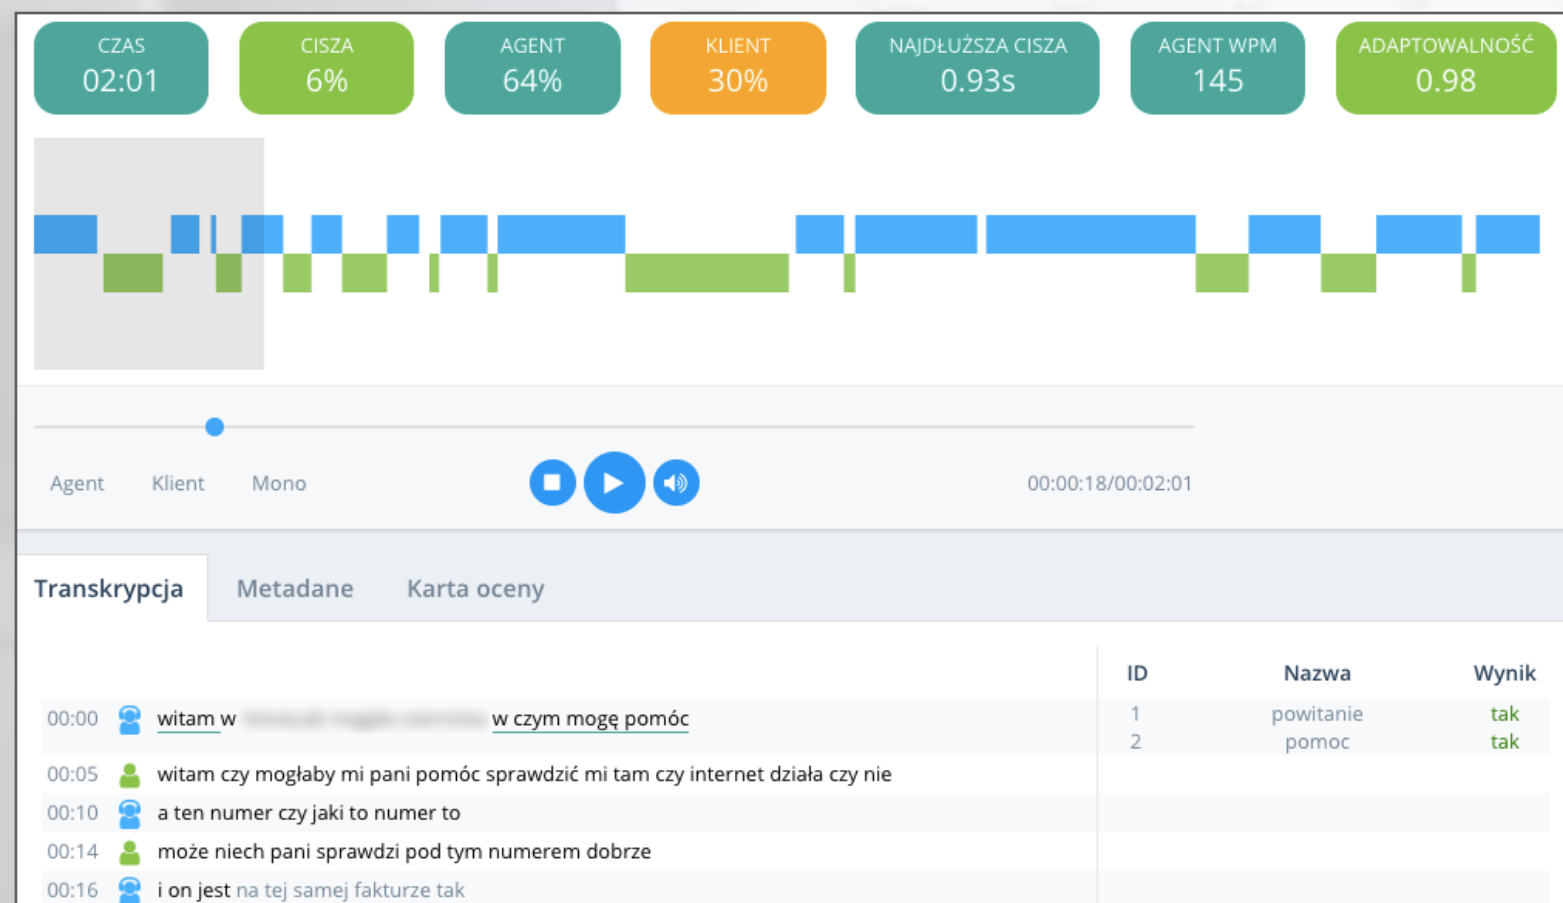 CZAS CISZA AGENT KLIENT NAJDŁUŻSZA CISZA AGENT WPM ADAPTOWALNOŚĆ
02:01 6% 64% 30% 0.93s 145 0.98
Agent Klient Mono 00:00:18/00:02:01
Transkrypcja Metadane Karta oceny
ID Nazwa Wynik
00:00 witam w w czym mogę pomóc
1 powitanie tak
2 pomoc tak
00:05 witam czy mogłaby mi pani pomóc sprawdzić mi tam czy internet działa czy nie
00:10 a ten numer czy jaki to numer to
00:14 może niech pani sprawdzi pod tym numerem dobrze
00:16 i on jest na tej samej fakturze tak